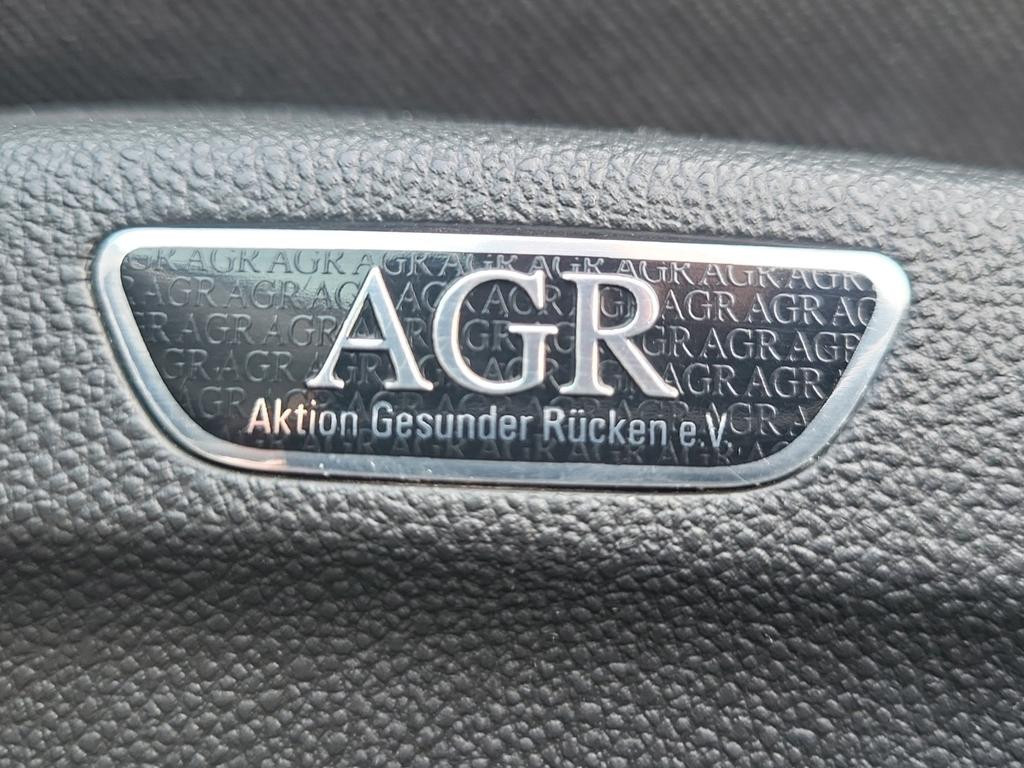 AGR
Aktion Gesunder Rücken e.V.